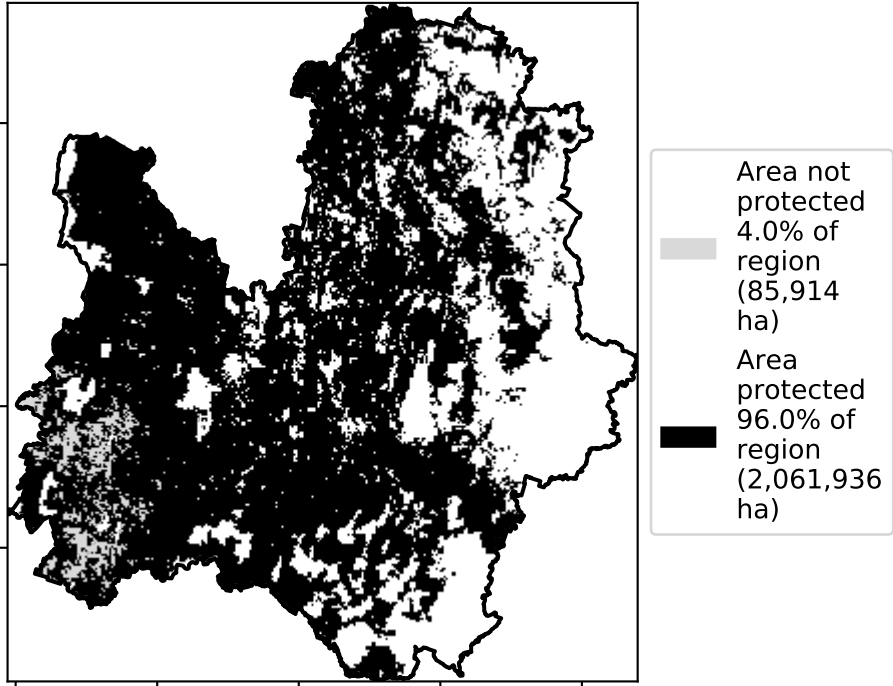 Area not
protected
4.0% of
region
(85,914
ha)
Area
protected
96.0% of
region
(2,061,936
ha)